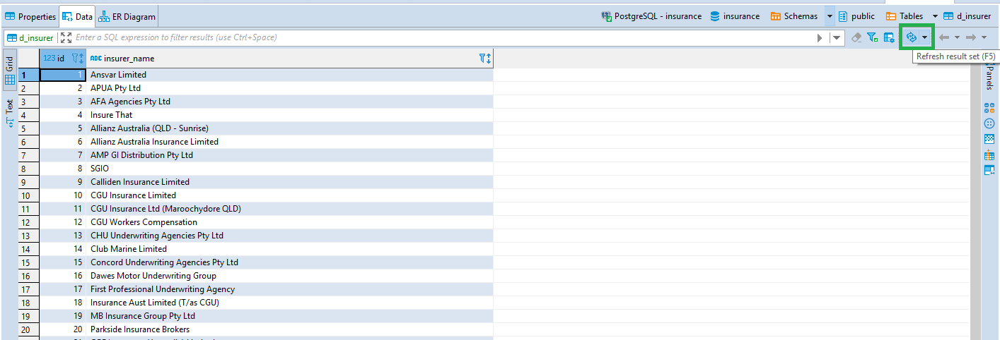 Properties Data ER Diagram PostgreSQL - insurance insurance Schemas public Tables d_insurer
d_insurer Enter a SQL expression to filter results (use Ctrl+Space)
Refresh result set (F5)
Grid
Text
Panels
123 id ABC insurer_name
1 1 Ansvar Limited
2 2 APUA Pty Ltd
3 3 AFA Agencies Pty Ltd
4 4 Insure That
5 5 Allianz Australia (QLD - Sunrise)
6 6 Allianz Australia Insurance Limited
7 7 AMP GI Distribution Pty Ltd
8 8 SGIO
9 9 Calliden Insurance Limited
10 10 CGU Insurance Limited
11 11 CGU Insurance Ltd (Maroochydore QLD)
12 12 CGU Workers Compensation
13 13 CHU Underwriting Agencies Pty Ltd
14 14 Club Marine Limited
15 15 Concord Underwriting Agencies Pty Ltd
16 16 Dawes Motor Underwriting Group
17 17 First Professional Underwriting Agency
18 18 Insurance Aust Limited (T/as CGU)
19 19 MB Insurance Group Pty Ltd
20 20 Parkside Insurance Brokers